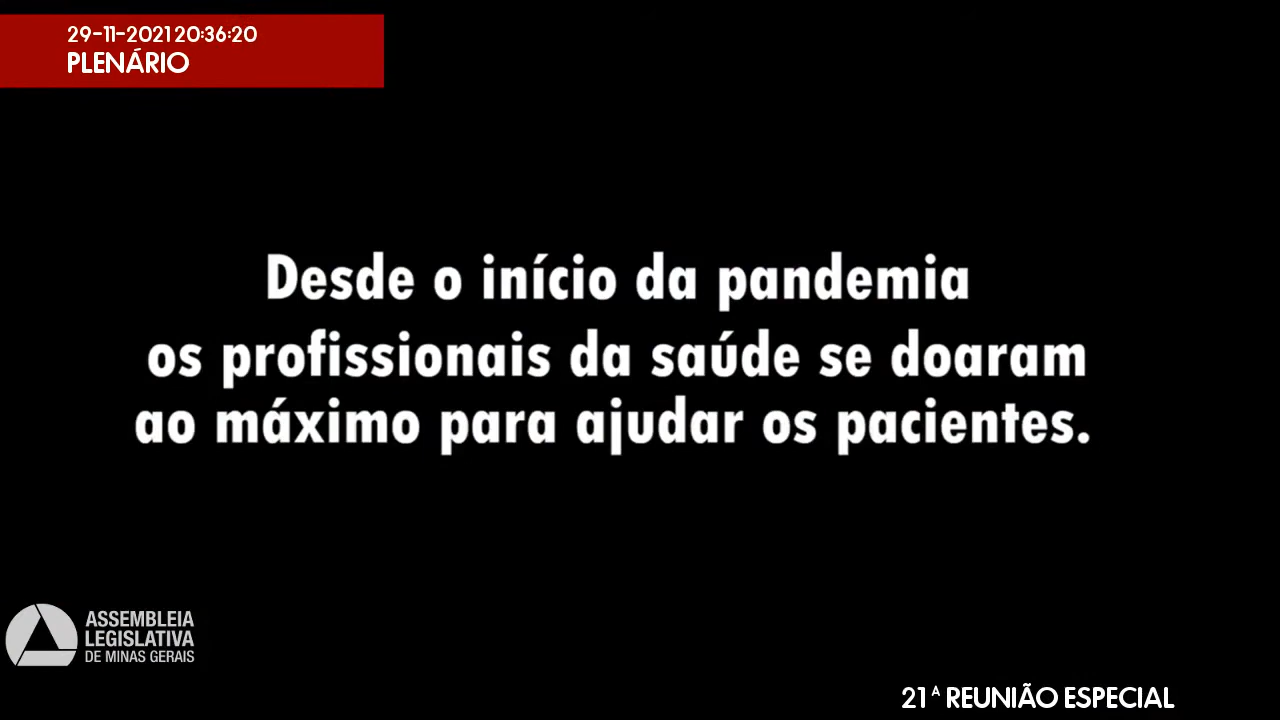 29-11-2021 20:36:20
PLENÁRIO
Desde o início da pandemia
os profissionais da saúde se doaram
ao máximo para ajudar os pacientes.
ASSEMBLEIA
LEGISLATIVA
DE MINAS GERAIS
21ª REUNIÃO ESPECIAL